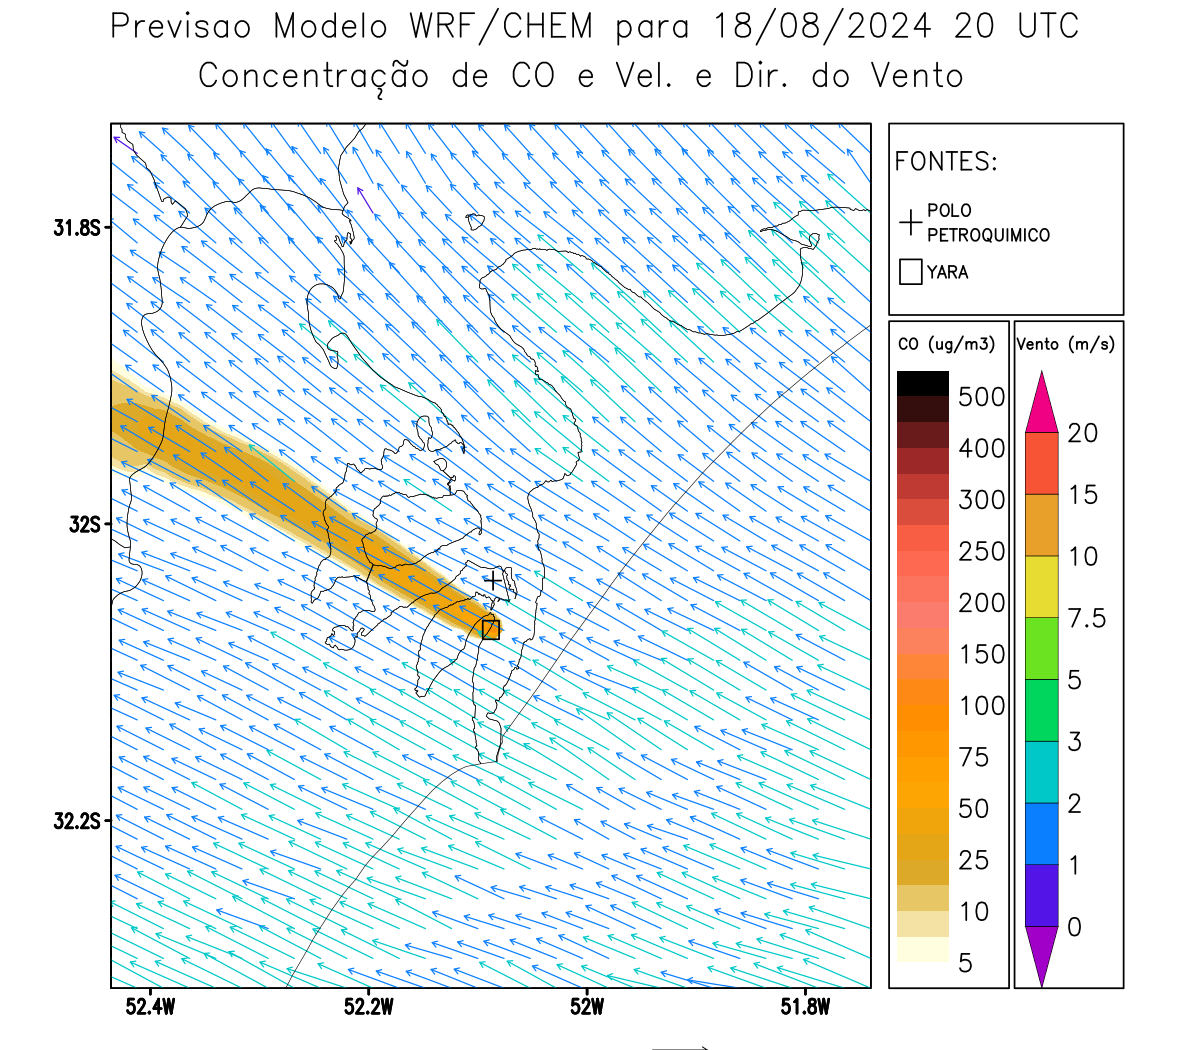 Previsao Modelo WRF/CHEM para 18/08/2024 20 UTC
Concentração de CO e Vel. e Dir. do Vento
FONTES:
POLO
PETROQUIMICO
YARA
CO (ug/m3)
500
400
300
250
200
150
100
75
50
25
10
5
Vento (m/s)
20
15
10
7.5
5
3
2
1
0
31.8S
32S
32.2S
52.4W
52.2W
52W
51.8W